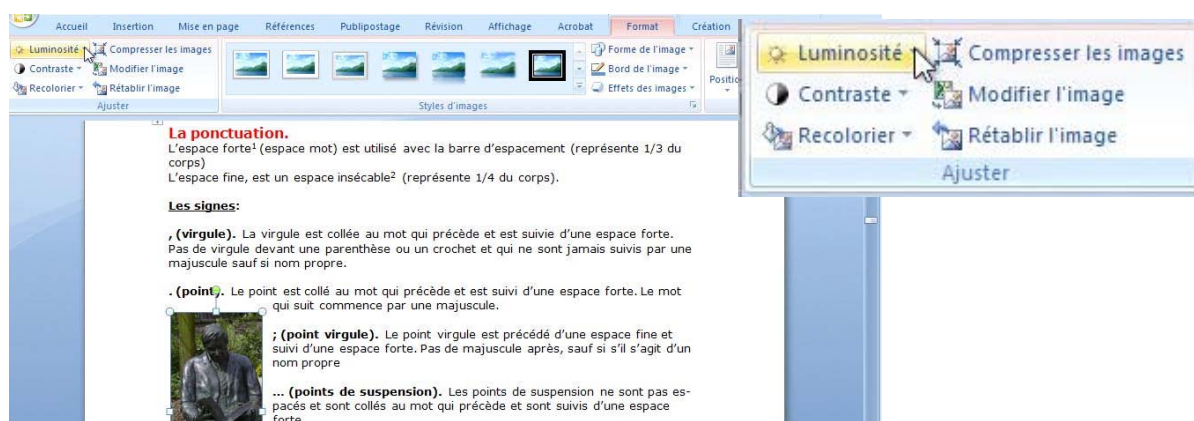 Accueil Insertion Mise en page Références Publipostage Révision Affichage Acrobat Format Création
Luminosité Compresser les images
Contraste Modifier l'image
Recolorier Rétablir l'image
Ajuster
Forme de l'image
Bord de l'image
Effets des images
Styles d'images
Positio
Luminosité Compresser les images
Contraste Modifier l'image
Recolorier Rétablir l'image
Ajuster
La ponctuation.
L'espace forte1 (espace mot) est utilisé avec la barre d'espacement (représente 1/3 du
corps)
L'espace fine, est un espace insécable2 (représente 1/4 du corps).
Les signes:
, (virgule). La virgule est collée au mot qui précède et est suivie d'une espace forte.
Pas de virgule devant une parenthèse ou un crochet et qui ne sont jamais suivis par une
majuscule sauf si nom propre.
. (point). Le point est collé au mot qui précède et est suivi d'une espace forte. Le mot
qui suit commence par une majuscule.
; (point virgule). Le point virgule est précédé d'une espace fine et
suivi d'une espace forte. Pas de majuscule après, sauf si s'il s'agit d'un
nom propre
... (points de suspension). Les points de suspension ne sont pas es-
pacés et sont collés au mot qui précède et sont suivis d'une espace
forte